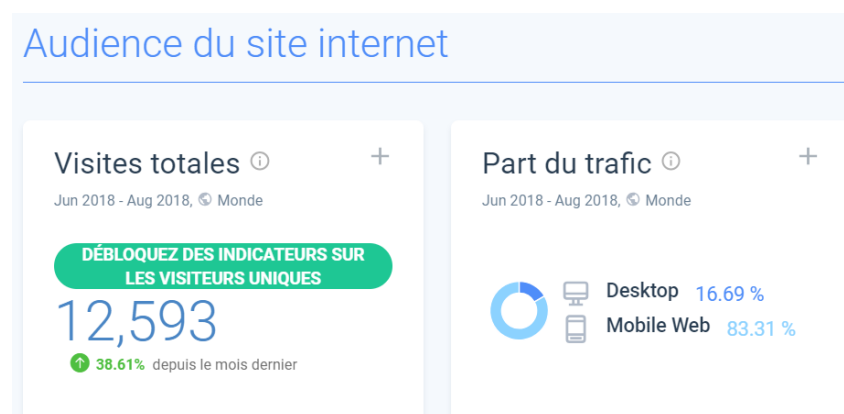 Audience du site internet
Visites totales
Jun 2018 - Aug 2018, Monde
DÉBLOQUEZ DES INDICATEURS SUR
LES VISITEURS UNIQUES
12,593
38.61% depuis le mois dernier
Part du trafic
Jun 2018 - Aug 2018, Monde
Desktop 16.69 %
Mobile Web 83.31 %